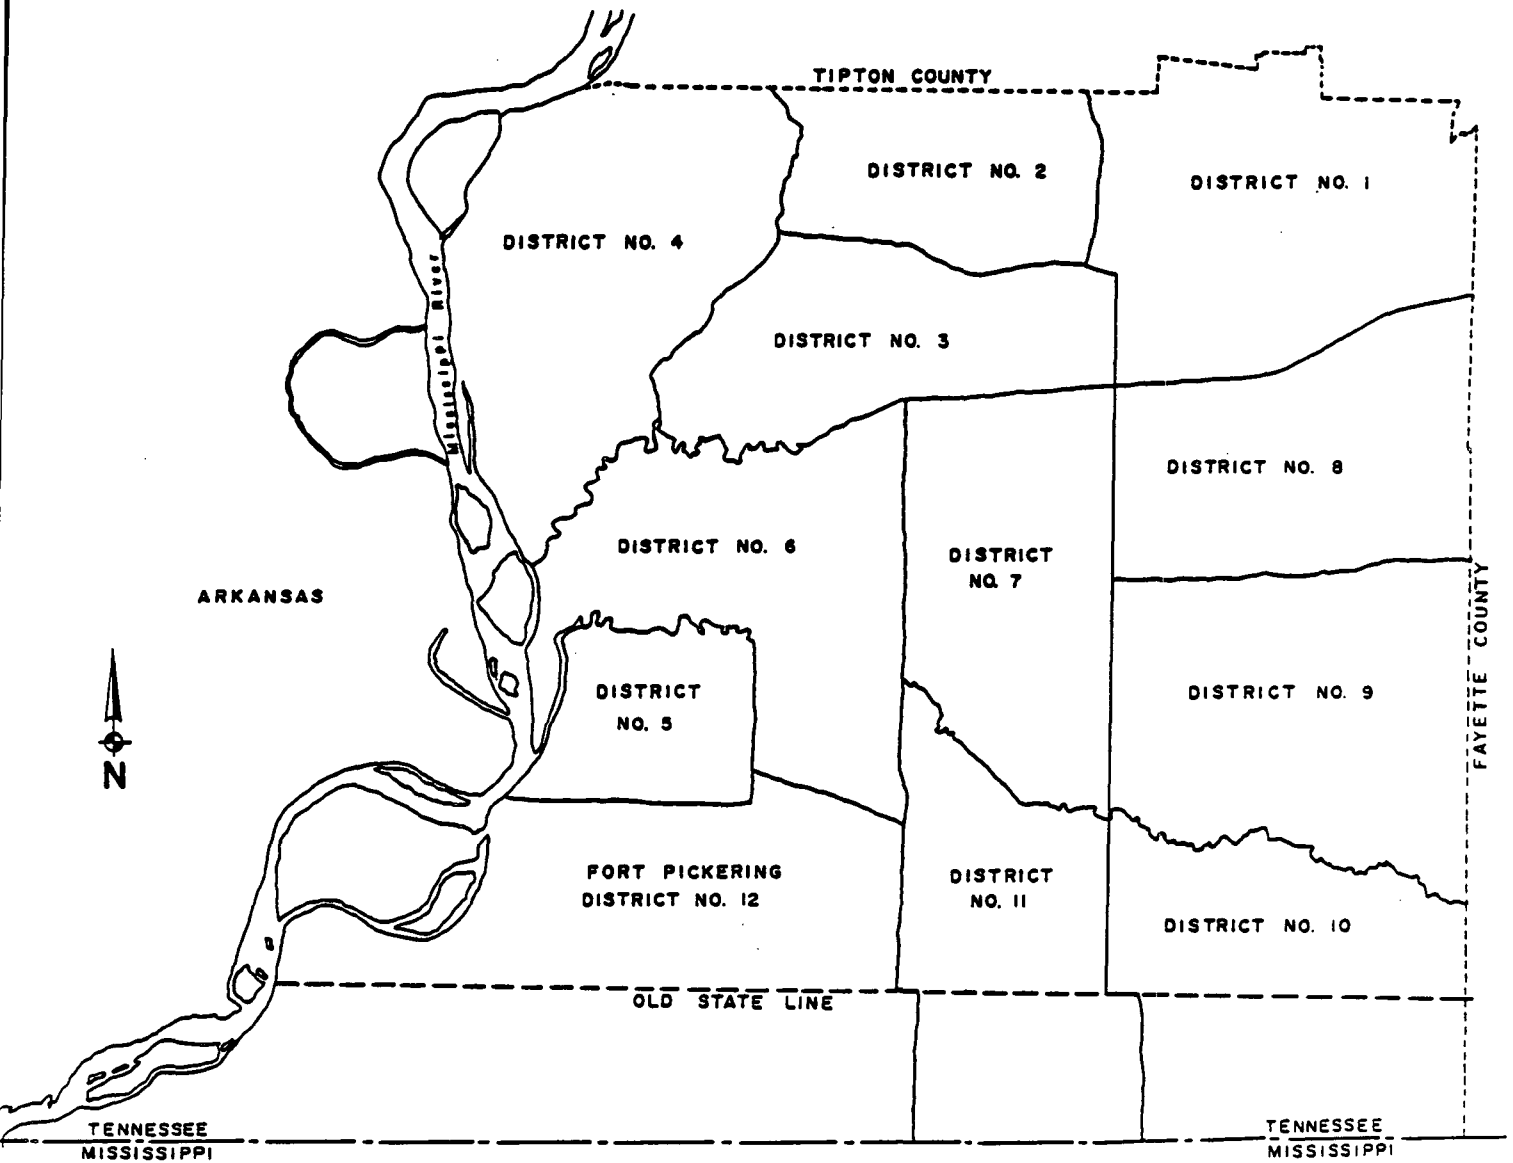 TIPTON COUNTY
DISTRICT NO. 2
DISTRICT NO. 1
DISTRICT NO. 4
Mississippi River
DISTRICT NO. 3
DISTRICT NO. 8
DISTRICT NO. 6
DISTRICT
NO. 7
ARKANSAS
FAYETTE COUNTY
DISTRICT
NO. 5
DISTRICT NO. 9
N
FORT PICKERING
DISTRICT NO. 12
DISTRICT
NO. 11
DISTRICT NO. 10
OLD STATE LINE
TENNESSEE
MISSISSIPPI
TENNESSEE
MISSISSIPPI